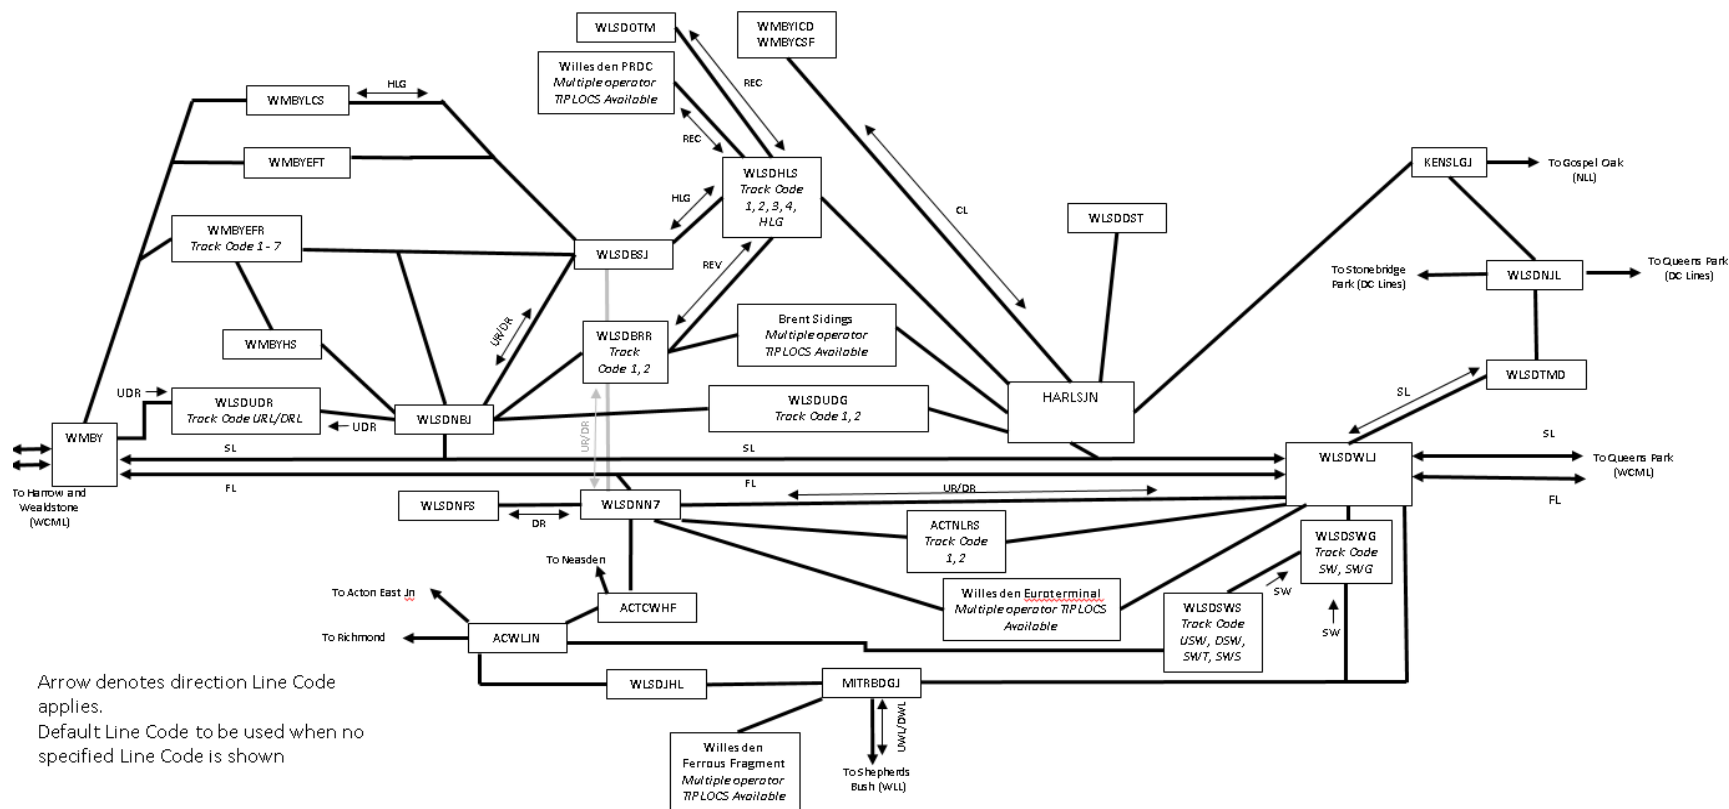 WLSDOTM
WMBYICD
WMBYCSF
Willesden PRDC
Multiple operator
TIPLOCS Available
REC
REC
HLG
WMBYLCS
WMBYEFT
WLSDHLS
Track Code
1, 2, 3, 4,
HLG
HLG
CL
KENSLGJ
To Gospel Oak
(NLL)
WLSDDST
WMBYEFR
Track Code 1 - 7
WLSDBSJ
REV
To Stonebridge
Park (DC Lines)
WLSDNJL
To Queens Park
(DC Lines)
UR/DR
WMBYHS
WLSDBRR
Track
Code 1, 2
Brent Sidings
Multiple operator
TIPLOCS Available
WLSDTMD
SL
UDR
WLSDUDR
Track Code URL/DRL
UDR
WLSDNBJ
WLSDUDG
Track Code 1, 2
HARLSJN
UR/DR
WMBY
SL
SL
FL
FL
WLSDWLJ
SL
To Queens Park
(WCML)
FL
To Harrow and
Wealdstone
(WCML)
WLSDNFS
DR
WLSDNN7
UR/DR
ACTNLRS
Track Code
1, 2
WLSDSWG
Track Code
SW, SWG
To Neasden
To Acton East Jn
ACTCWHF
Willesden Euroterminal
Multiple operator TIPLOCS
Available
SW
WLSDSWS
Track Code
USW, DSW,
SWT, SWS
SW
To Richmond
ACWLJN
WLSDJHL
MITRBDGJ
UWL/DWL
Willesden
Ferrous Fragment
Multiple operator
TIPLOCS Available
To Shepherds
Bush (WLL)
Arrow denotes direction Line Code
applies.
Default Line Code to be used when no
specified Line Code is shown